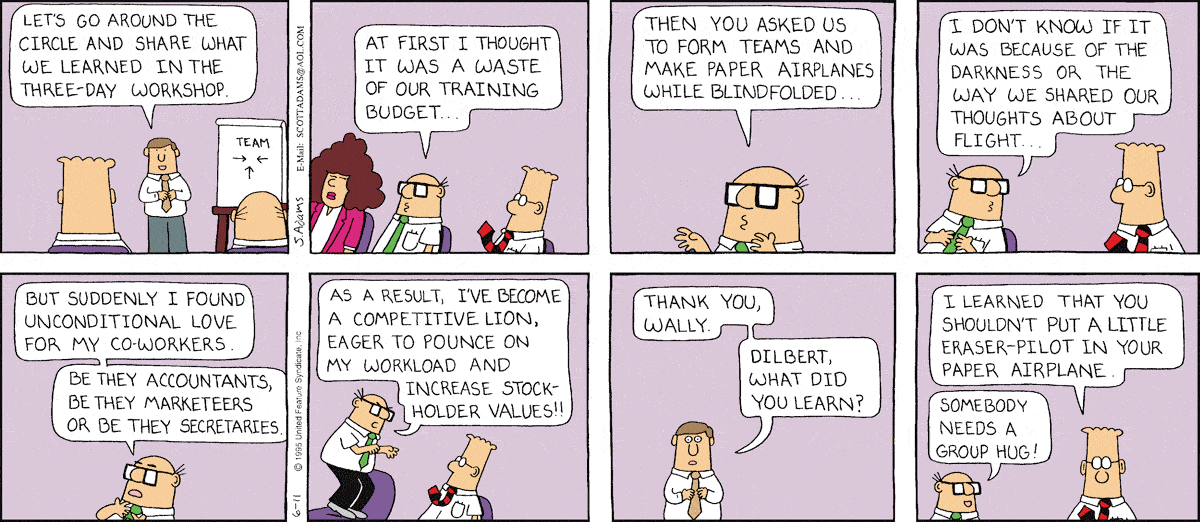 LET'S GO AROUND THE
CIRCLE AND SHARE WHAT
WE LEARNED IN THE
THREE-DAY WORKSHOP.
TEAM
→ ←
↑
S. Adams
E-Mail: SCOTTADAMS@AOL.COM
AT FIRST I THOUGHT
IT WAS A WASTE
OF OUR TRAINING
BUDGET...
THEN YOU ASKED US
TO FORM TEAMS AND
MAKE PAPER AIRPLANES
WHILE BLINDFOLDED...
I DON'T KNOW IF IT
WAS BECAUSE OF THE
DARKNESS OR THE
WAY WE SHARED OUR
THOUGHTS ABOUT
FLIGHT...
BUT SUDDENLY I FOUND
UNCONDITIONAL LOVE
FOR MY CO-WORKERS.
BE THEY ACCOUNTANTS,
BE THEY MARKETEERS
OR BE THEY SECRETARIES.
6-11
© 1995 United Feature Syndicate, Inc.
AS A RESULT, I'VE BECOME
A COMPETITIVE LION,
EAGER TO POUNCE ON
MY WORKLOAD AND
INCREASE STOCK-
HOLDER VALUES!!
THANK YOU,
WALLY.
DILBERT,
WHAT DID
YOU LEARN?
I LEARNED THAT YOU
SHOULDN'T PUT A LITTLE
ERASER-PILOT IN YOUR
PAPER AIRPLANE.
SOMEBODY
NEEDS A
GROUP HUG!